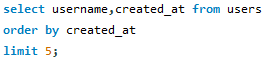 select username,created_at from users
order by created_at
limit 5;